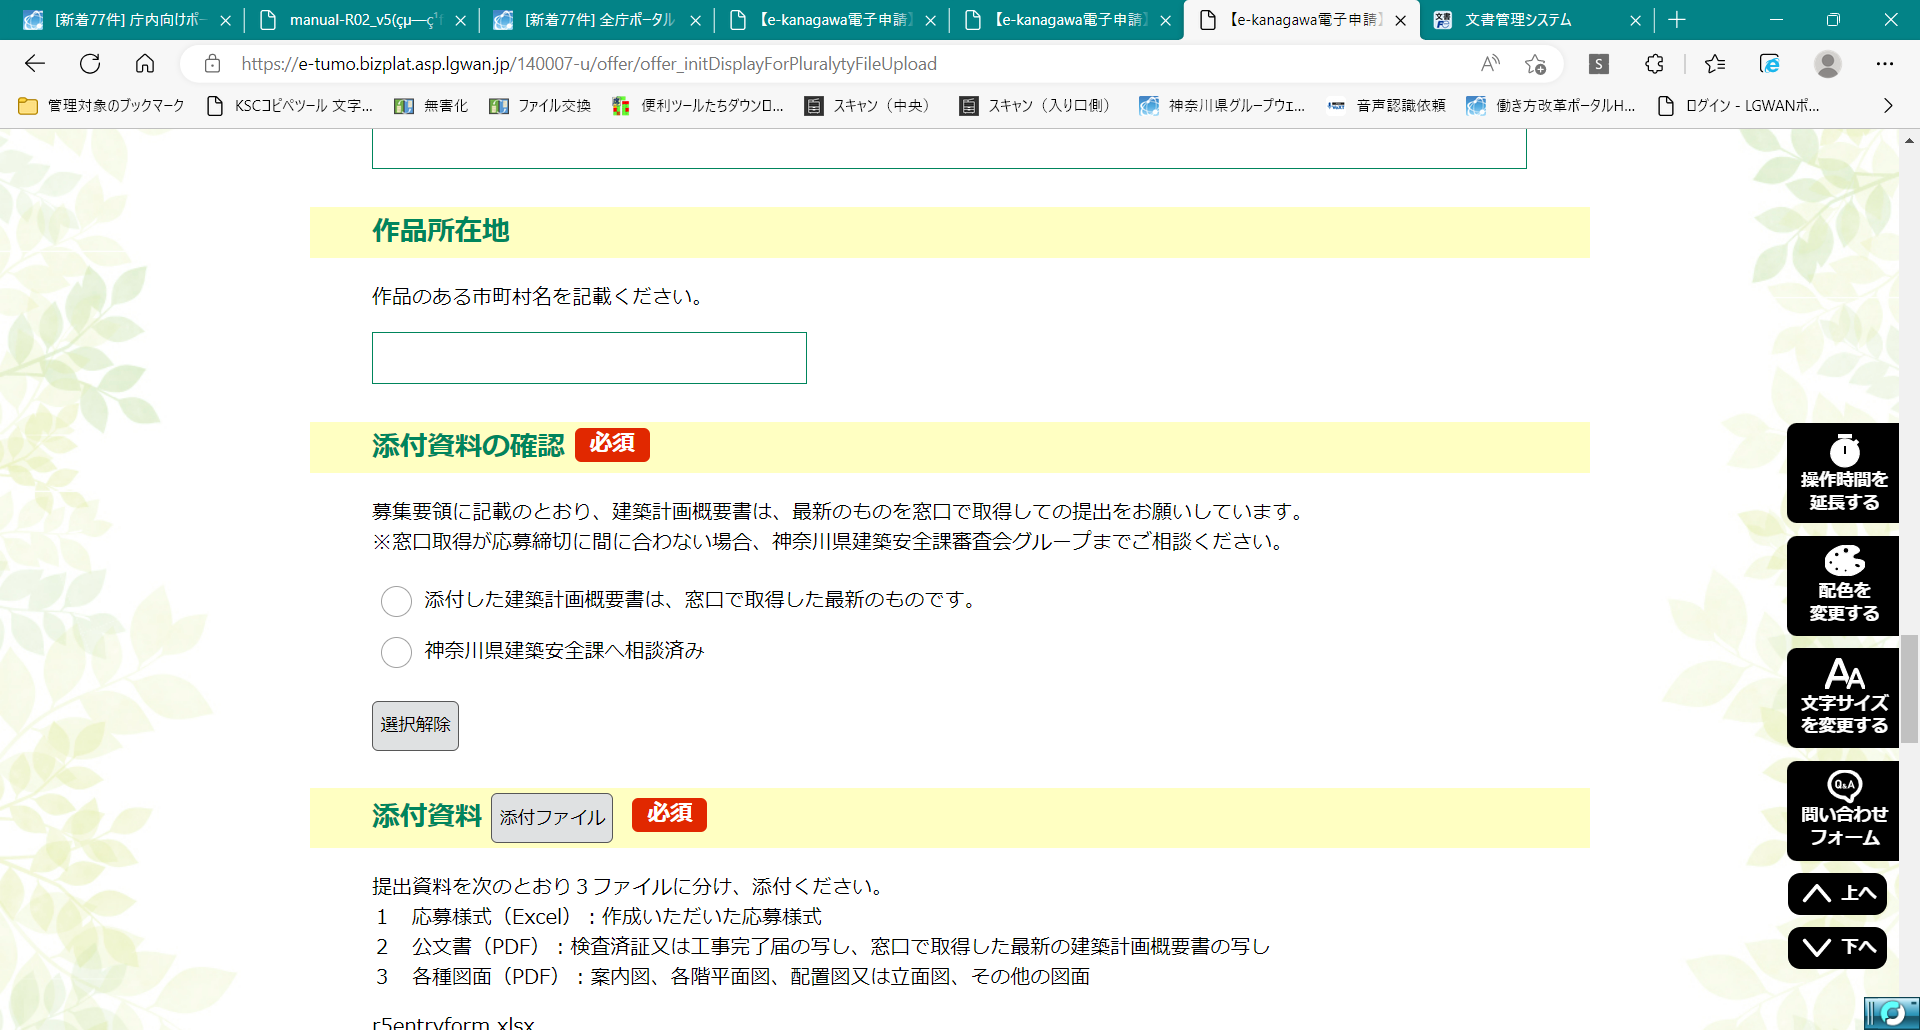 [新着77件] 庁内向けポー
manual-R02_v5(çµ—ç¹
[新着77件] 全庁ポータル
【e-kanagawa電子申請】
【e-kanagawa電子申請】
【e-kanagawa電子申請】
文書管理システム
https://e-tumo.bizplat.asp.lgwan.jp/140007-u/offer/offer_initDisplayForPluralytyFileUpload
管理対象のブックマーク
KSCコピペツール 文字...
無害化
ファイル交換
便利ツールたちダウンロ...
スキャン（中央）
スキャン（入り口側）
神奈川県グループウェ...
音声認識依頼
働き方改革ポータルH...
ログイン - LGWANポ...
作品所在地
作品のある市町村名を記載ください。
添付資料の確認 必須
募集要領に記載のとおり、建築計画概要書は、最新のものを窓口で取得しての提出をお願いしています。
※窓口取得が応募締切に間に合わない場合、神奈川県建築安全課審査会グループまでご相談ください。
添付した建築計画概要書は、窓口で取得した最新のものです。
神奈川県建築安全課へ相談済み
選択解除
添付資料 添付ファイル 必須
提出資料を次のとおり３ファイルに分け、添付ください。
１　応募様式（Excel）：作成いただいた応募様式
２　公文書（PDF）：検査済証又は工事完了届の写し、窓口で取得した最新の建築計画概要書の写し
３　各種図面（PDF）：案内図、各階平面図、配置図又は立面図、その他の図面
r5entryform.xlsx
操作時間を
延長する
配色を
変更する
文字サイズ
を変更する
Q&A
問い合わせ
フォーム
上へ
下へ